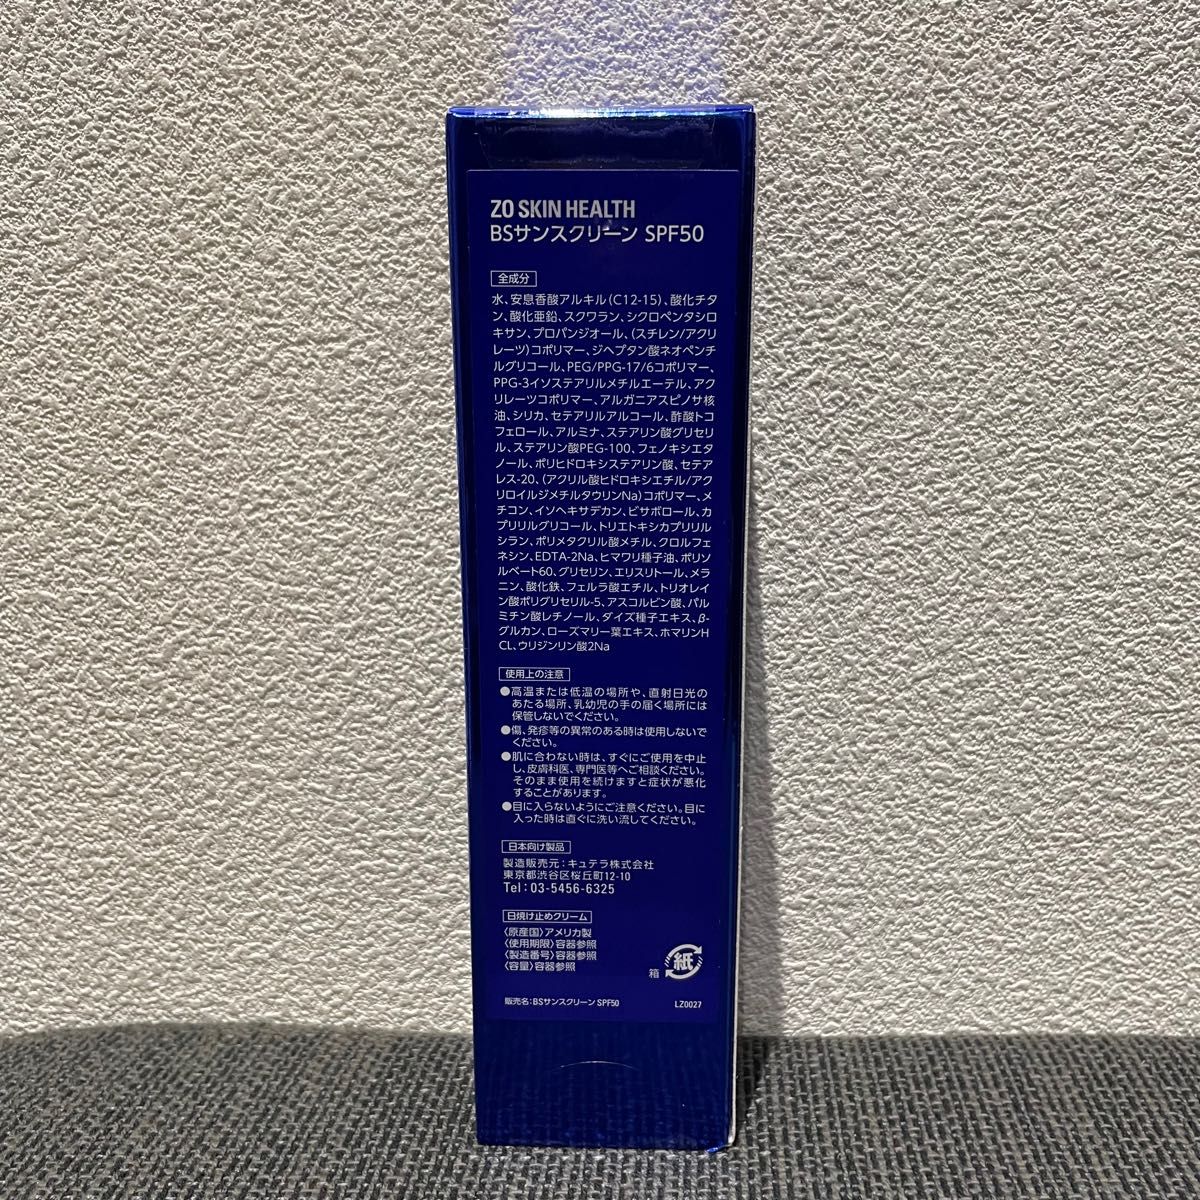 ZO SKIN HEALTH
BSサンスクリーン SPF50
全成分
水、安息香酸アルキル(C12-15)、酸化チタ
ン、酸化亜鉛、スクワラン、シクロペンタシロ
キサン、プロパンジオール、(スチレン/アクリ
レーツ)コポリマー、ジヘプタン酸ネオペンチ
ルグリコール、PEG/PPG-17/6コポリマー、
PPG-3イソステアリルメチルエーテル、アク
リレーツコポリマー、アルガニアスピノサ核
油、シリカ、セテアリルアルコール、酢酸トコ
フェロール、アルミナ、ステアリン酸グリセリ
ル、ステアリン酸PEG-100、フェノキシエタ
ノール、ポリヒドロキシステアリン酸、セテア
レス-20、(アクリル酸ヒドロキシエチル/アク
リロイルジメチルタウリンNa)コポリマー、メ
チコン、イソヘキサデカン、ビサボロール、カ
プリリルグリコール、トリエトキシカプリリル
シラン、ポリメタクリル酸メチル、クロルフェ
ネシン、EDTA-2Na、ヒマワリ種子油、ポリソ
ルベート60、グリセリン、エリスリトール、メラ
ニン、酸化鉄、フェルラ酸エチル、トリオレイ
ン酸ポリグリセリル-5、アスコルビン酸、パル
ミチン酸レチノール、ダイズ種子エキス、β-
グルカン、ローズマリー葉エキス、ホマリンH
CL、ウリジンリン酸2Na
使用上の注意
●高温または低温の場所や、直射日光の
あたる場所、乳幼児の手の届く場所には
保管しないでください。
●傷、発疹等の異常のある時は使用しないで
ください。
●肌に合わない時は、すぐにご使用を中止
し、皮膚科医、専門医等へご相談ください。
そのまま使用を続けますと症状が悪化
することがあります。
●目に入らないようにご注意ください。目に
入った時は直ぐに洗い流してください。
日本向け製品
製造販売元:キュテラ株式会社
東京都渋谷区桜丘町12-10
Tel:03-5456-6325
日焼け止めクリーム
〈原産国〉アメリカ製
〈使用期限〉容器参照
〈製造番号〉容器参照
〈容量〉容器参照
箱 紙
販売名:BSサンスクリーン SPF50 LZ0027